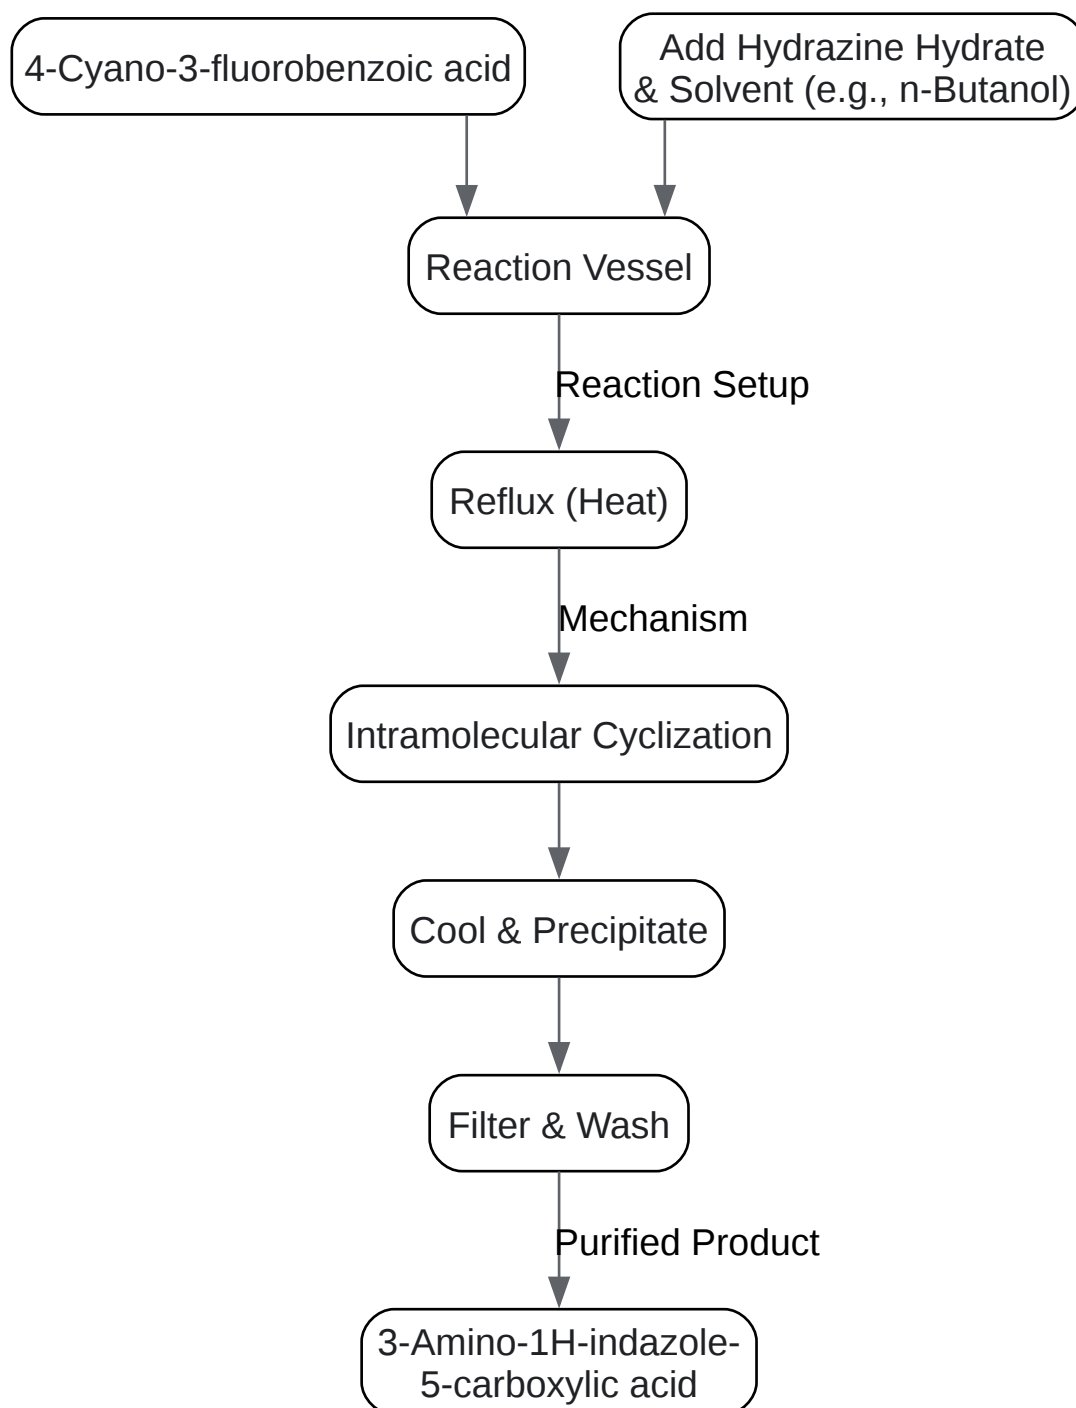 4-Cyano-3-fluorobenzoic acid
Add Hydrazine Hydrate
& Solvent (e.g., n-Butanol)
Reaction Vessel
Reaction Setup
Reflux (Heat)
Mechanism
Intramolecular Cyclization
Cool & Precipitate
Filter & Wash
Purified Product
3-Amino-1H-indazole-
5-carboxylic acid